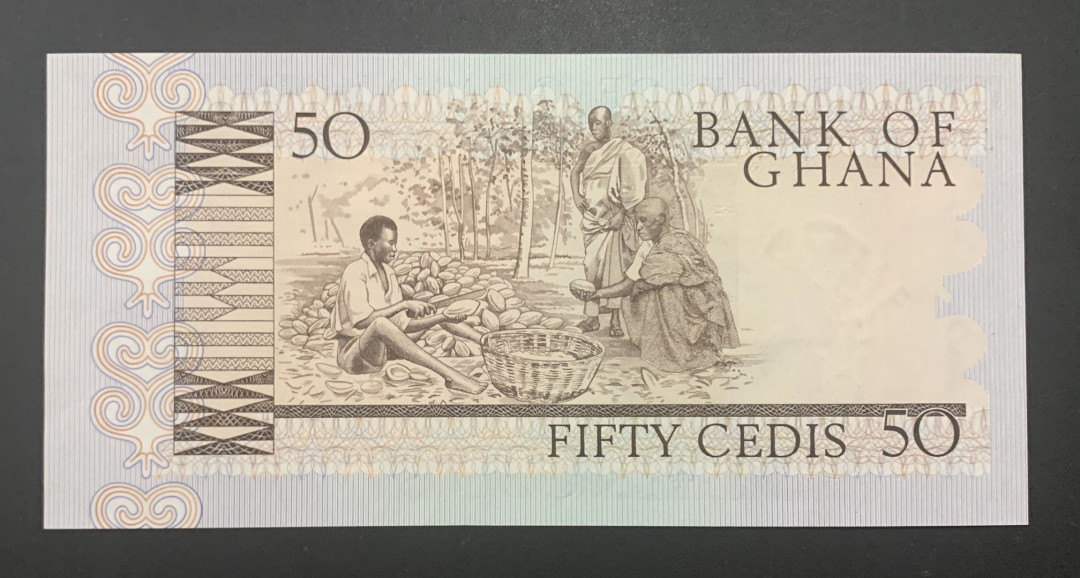 50
BANK OF
GHANA
FIFTY CEDIS 50